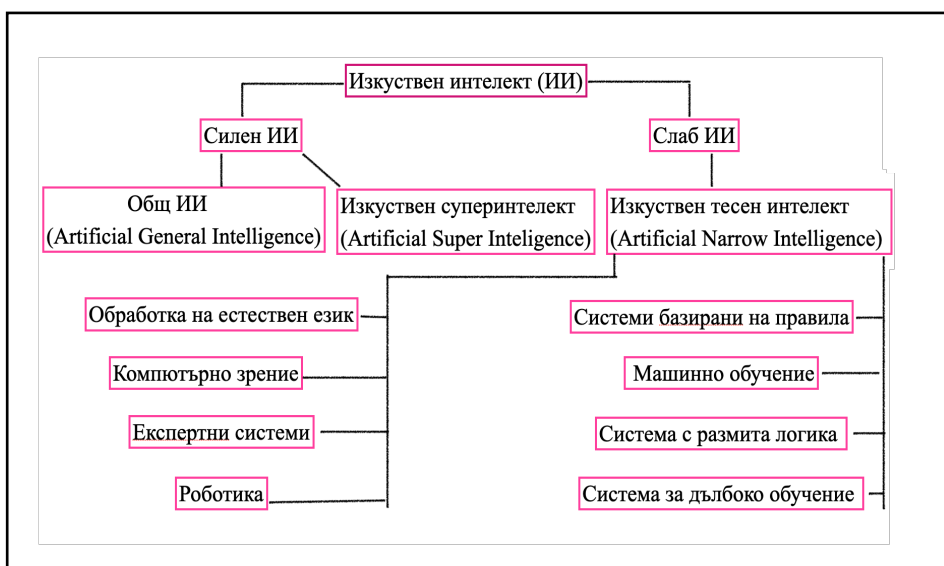 Изкуствен интелект (ИИ)
Силен ИИ
Слаб ИИ
Общ ИИ
(Artificial General Intelligence)
Изкуствен суперинтелект
(Artificial Super Inteligence)
Изкуствен тесен интелект
(Artificial Narrow Intelligence)
Обработка на естествен език
Системи базирани на правила
Компютърно зрение
Машинно обучение
Експертни системи
Система с размита логика
Роботика
Система за дълбоко обучение